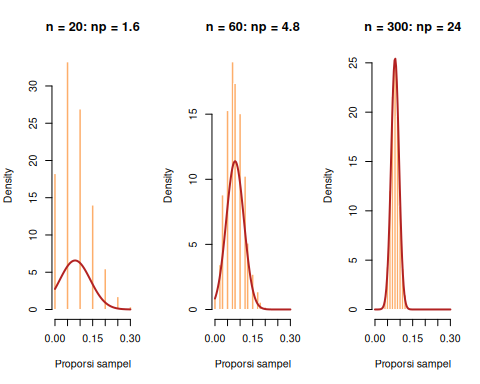 n = 20: np = 1.6
n = 60: np = 4.8
n = 300: np = 24
Density
0 5 10 15 20 25 30
0.00 0.15 0.30
Proporsi sampel
Density
0 5 10 15
0.00 0.15 0.30
Proporsi sampel
Density
0 5 10 15 20 25
0.00 0.15 0.30
Proporsi sampel